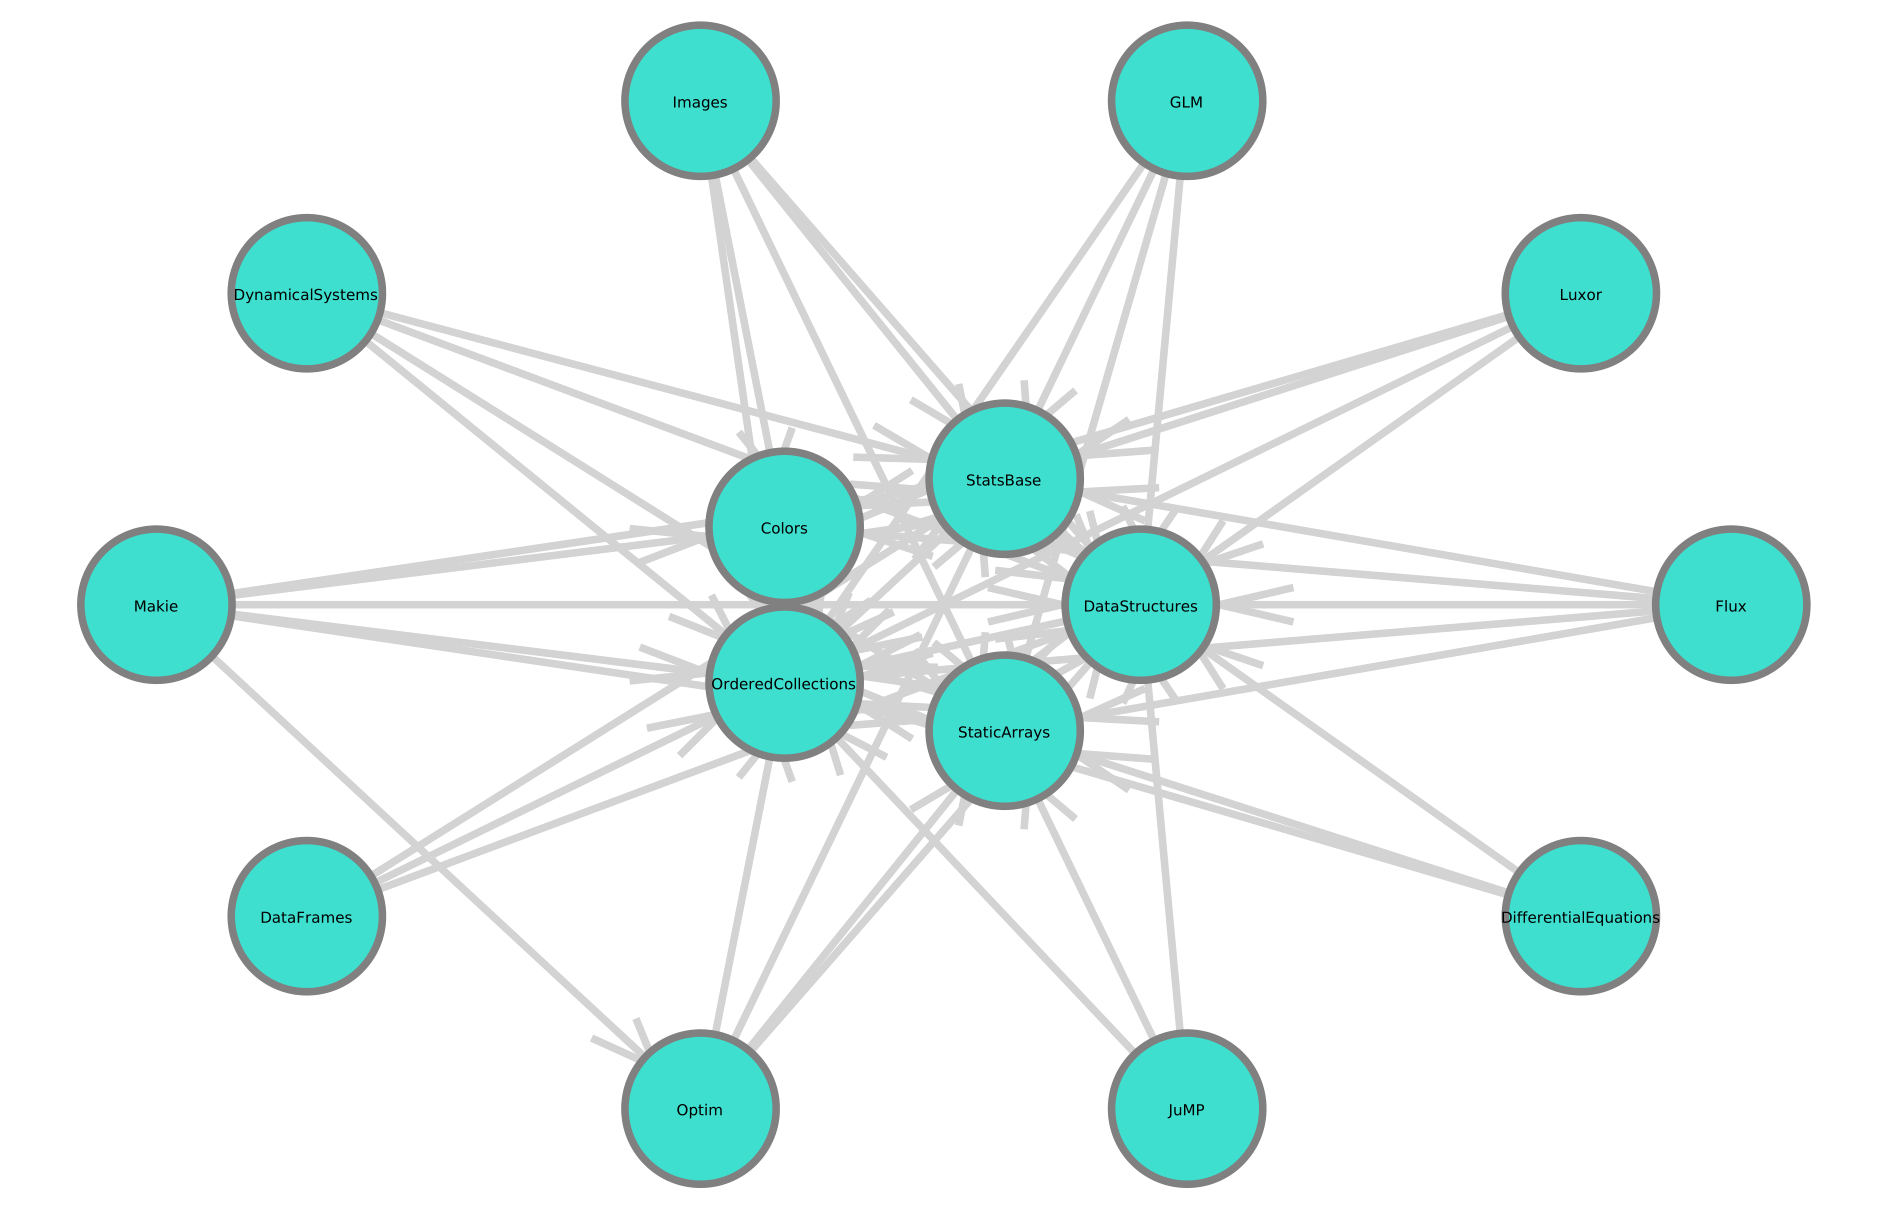 Images
GLM
DynamicalSystems
Luxor
StatsBase
Colors
Makie
DataStructures
Flux
OrderedCollections
StaticArrays
DataFrames
DifferentialEquations
Optim
JuMP